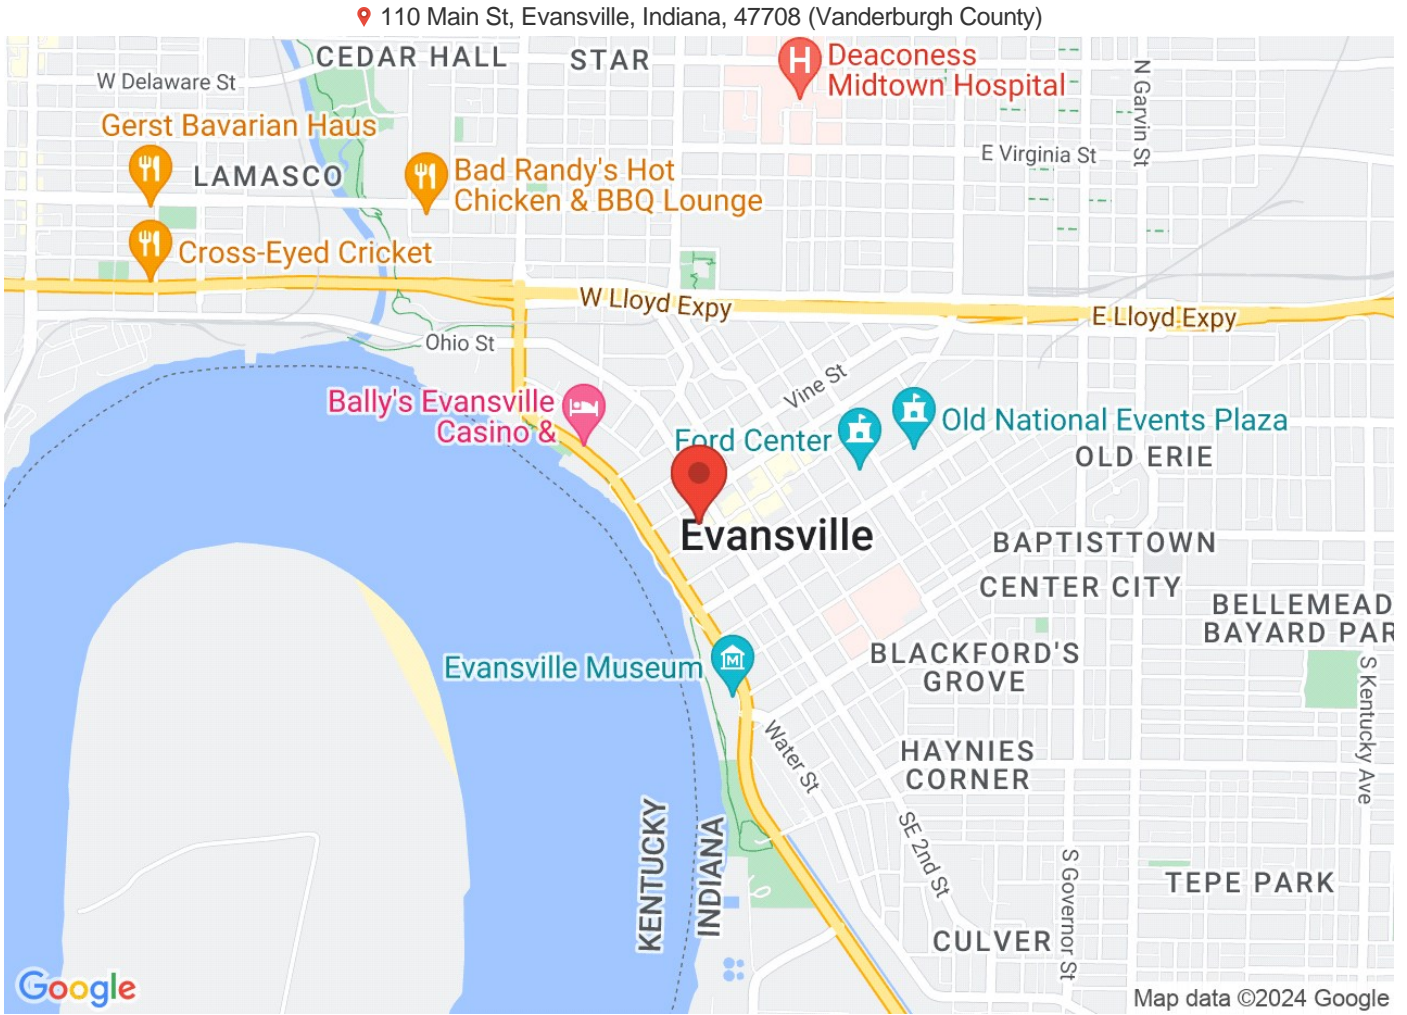 110 Main St, Evansville, Indiana, 47708 (Vanderburgh County)
CEDAR HALL
STAR
Deaconess
Midtown Hospital
W Delaware St
N Garvin St
Gerst Bavarian Haus
E Virginia St
LAMASCO
Bad Randy's Hot
Chicken & BBQ Lounge
Cross-Eyed Cricket
W Lloyd Expy
E Lloyd Expy
Ohio St
Vine St
Bally's Evansville
Casino &
Ford Center
Old National Events Plaza
OLD ERIE
Evansville
BAPTISTTOWN
CENTER CITY
BELLEMEAD
BAYARD PAR
Evansville Museum
BLACKFORD'S
GROVE
S Kentucky Ave
Water St
HAYNIES
CORNER
KENTUCKY
INDIANA
SE 2nd St
S Governor St
TEPE PARK
CULVER
Google
Map data ©2024 Google